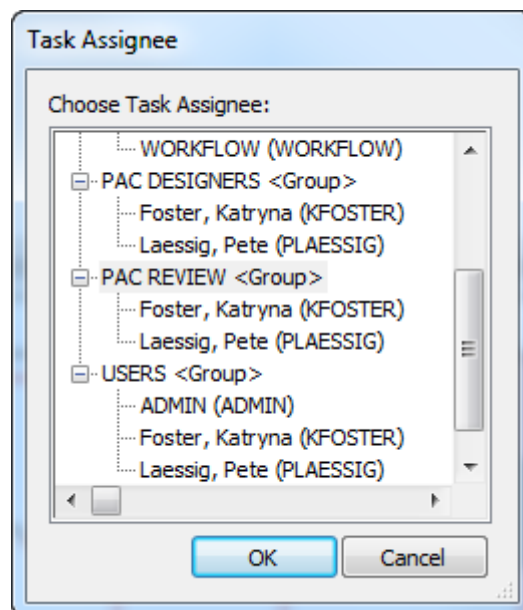 Task Assignee
Choose Task Assignee:
WORKFLOW (WORKFLOW)
PAC DESIGNERS <Group>
Foster, Katryna (KFOSTER)
Laessig, Pete (PLAESSIG)
PAC REVIEW <Group>
Foster, Katryna (KFOSTER)
Laessig, Pete (PLAESSIG)
USERS <Group>
ADMIN (ADMIN)
Foster, Katryna (KFOSTER)
Laessig, Pete (PLAESSIG)
OK Cancel